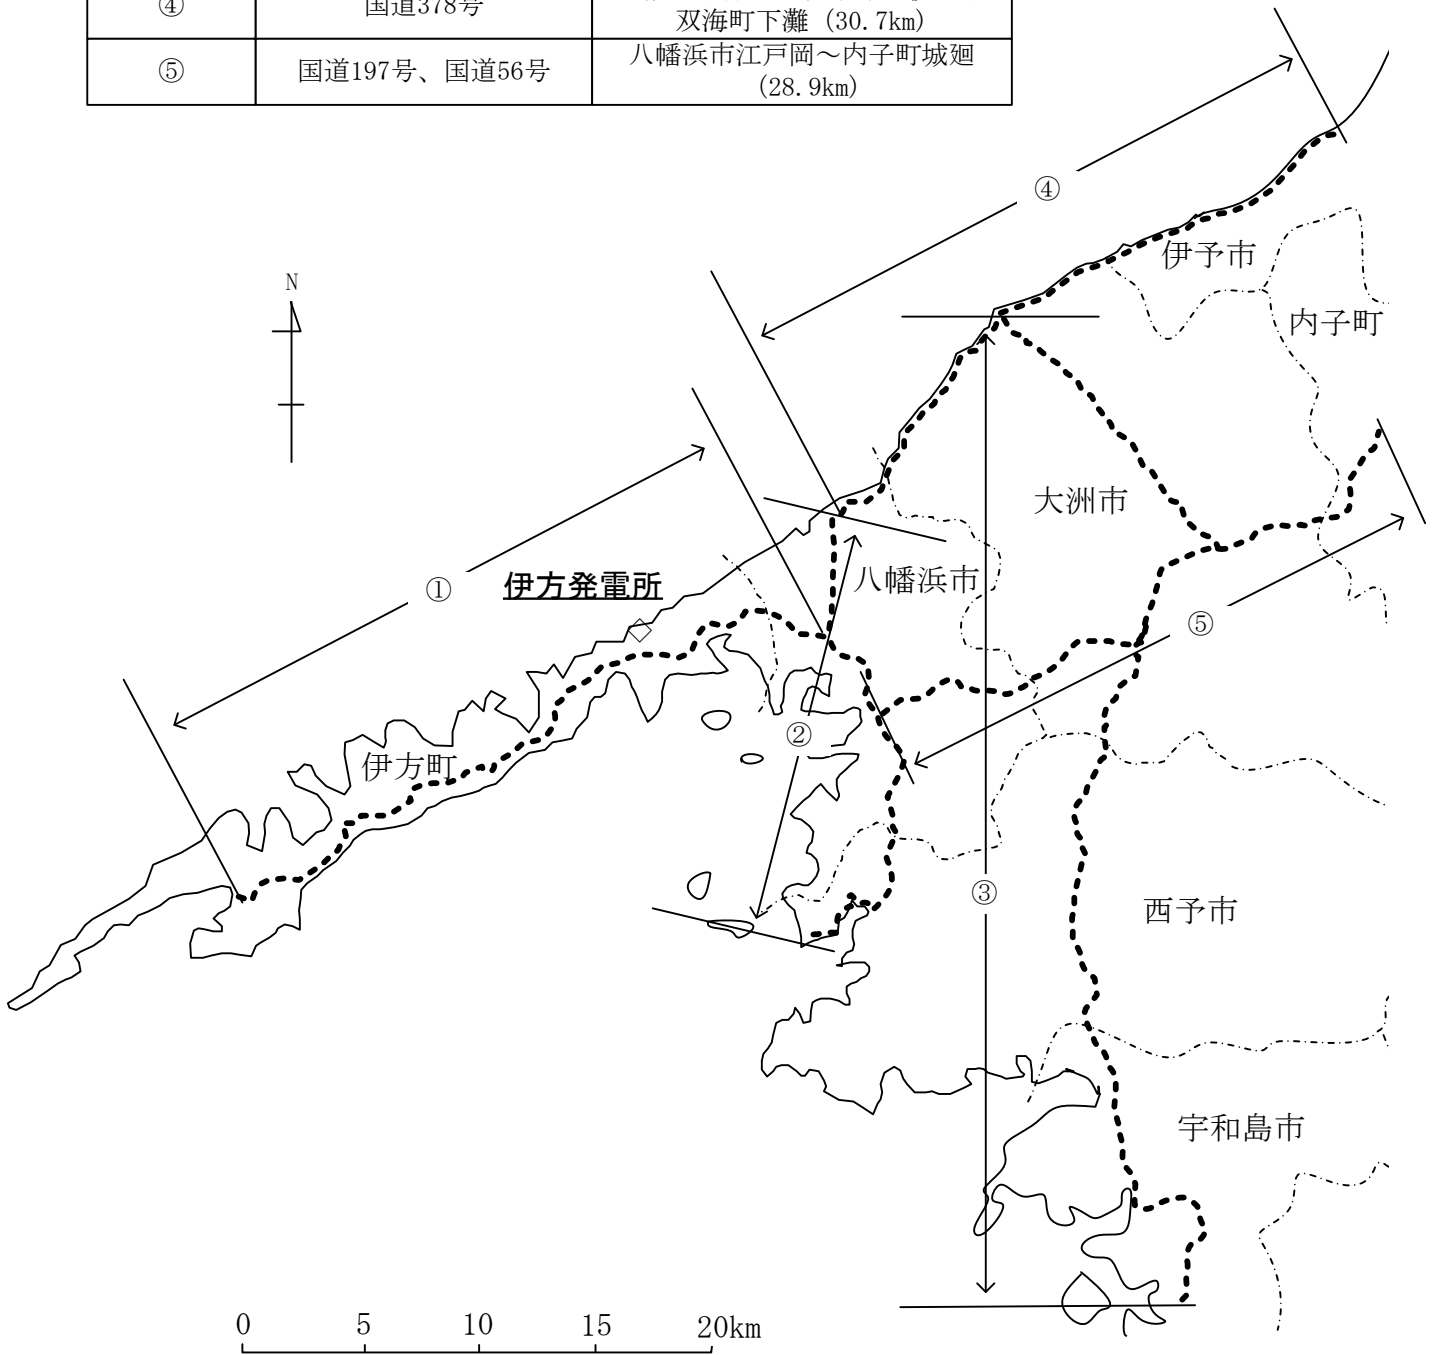 ④ 国道378号
双海町下灘 (30.7km)
⑤ 国道197号、国道56号 八幡浜市江戸岡～内子町城廻
(28.9km)
④
伊予市
N
内子町
大洲市
① 伊方発電所 八幡浜市
⑤
②
伊方町
③
西予市
宇和島市
0 5 10 15 20km